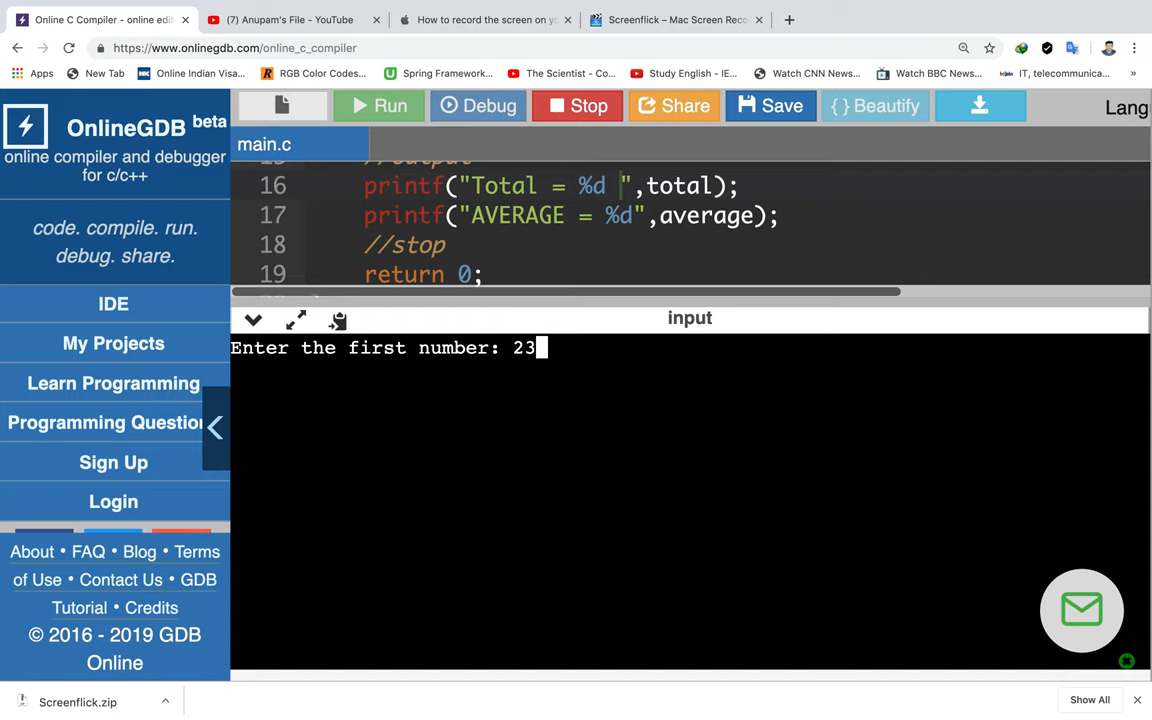 Online C Compiler - online edit
(7) Anupam's File - YouTube
How to record the screen on yo
Screenflick – Mac Screen Reco
https://www.onlinegdb.com/online_c_compiler
Apps
New Tab
Online Indian Visa...
RGB Color Codes...
Spring Framework...
The Scientist - Co...
Study English - IE...
Watch CNN News...
Watch BBC News...
IT, telecommunica...
»
OnlineGDB beta
online compiler and debugger
for c/c++
code. compile. run.
debug. share.
IDE
My Projects
Learn Programming
Programming Question
Sign Up
Login
About • FAQ • Blog • Terms
of Use • Contact Us • GDB
Tutorial • Credits
© 2016 - 2019 GDB
Online
Run
Debug
Stop
Share
Save
{ } Beautify
Lang
main.c
15 //output
16 printf("Total = %d ",total);
17 printf("AVERAGE = %d",average);
18 //stop
19 return 0;
input
Enter the first number: 23
Screenflick.zip
Show All